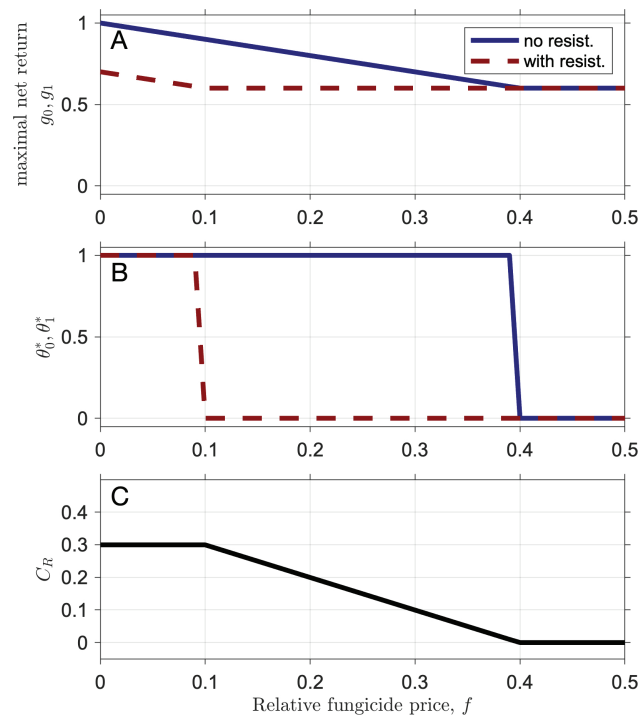 A
no resist.
with resist.
maximal net return
g₀, g₁
1
0.5
0
0 0.1 0.2 0.3 0.4 0.5
B
θ₀*, θ₁*
1
0.5
0
0 0.1 0.2 0.3 0.4 0.5
C
C_R
0.4
0.3
0.2
0.1
0
0 0.1 0.2 0.3 0.4 0.5
Relative fungicide price, f